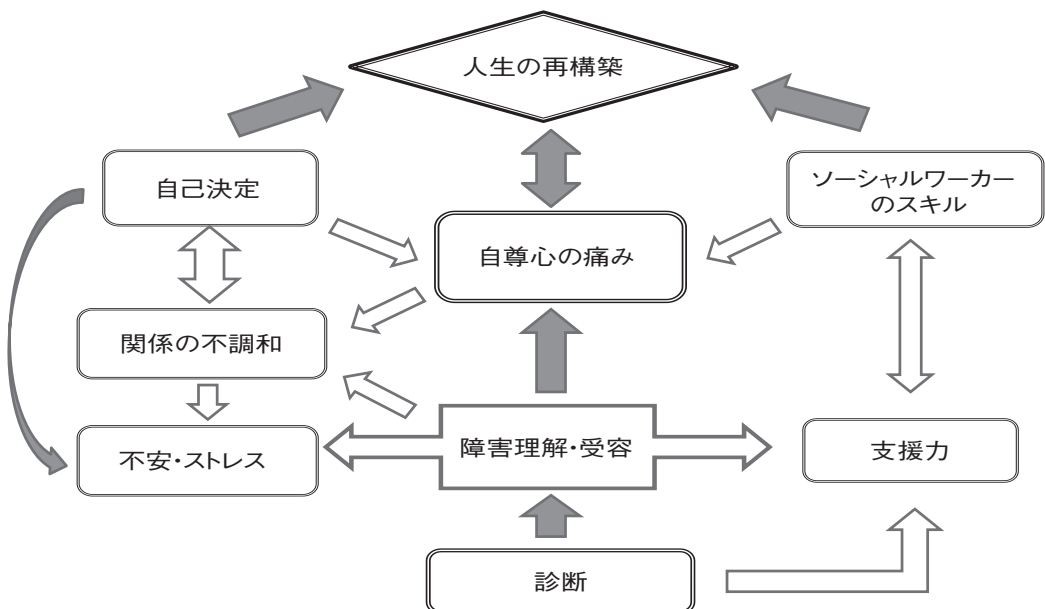 人生の再構築
自己決定
ソーシャルワーカー
のスキル
自尊心の痛み
関係の不調和
不安・ストレス
障害理解・受容
支援力
診断